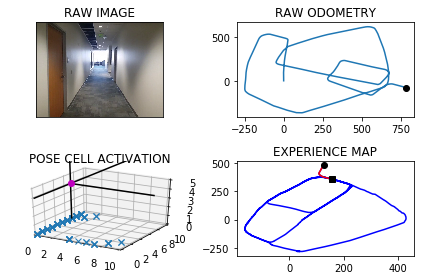 RAW IMAGE
RAW ODOMETRY
500
0
-250 0 250 500 750
POSE CELL ACTIVATION
5
4
3
2
1
0
0 2 4 6 8 10
0 2 4 6 8 10
EXPERIENCE MAP
500
250
0
-250
0 200 400